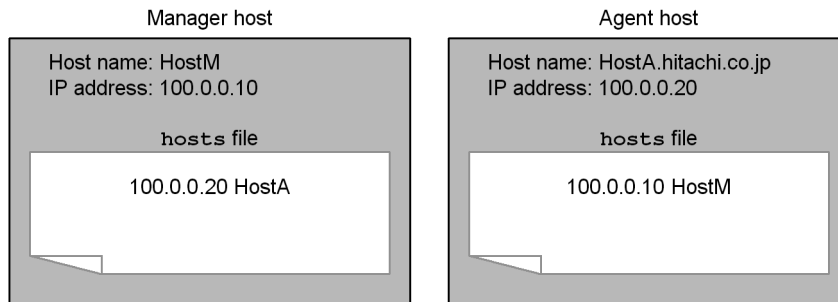 Manager host
Host name: HostM
IP address: 100.0.0.10
hosts file
100.0.0.20 HostA
Agent host
Host name: HostA.hitachi.co.jp
IP address: 100.0.0.20
hosts file
100.0.0.10 HostM